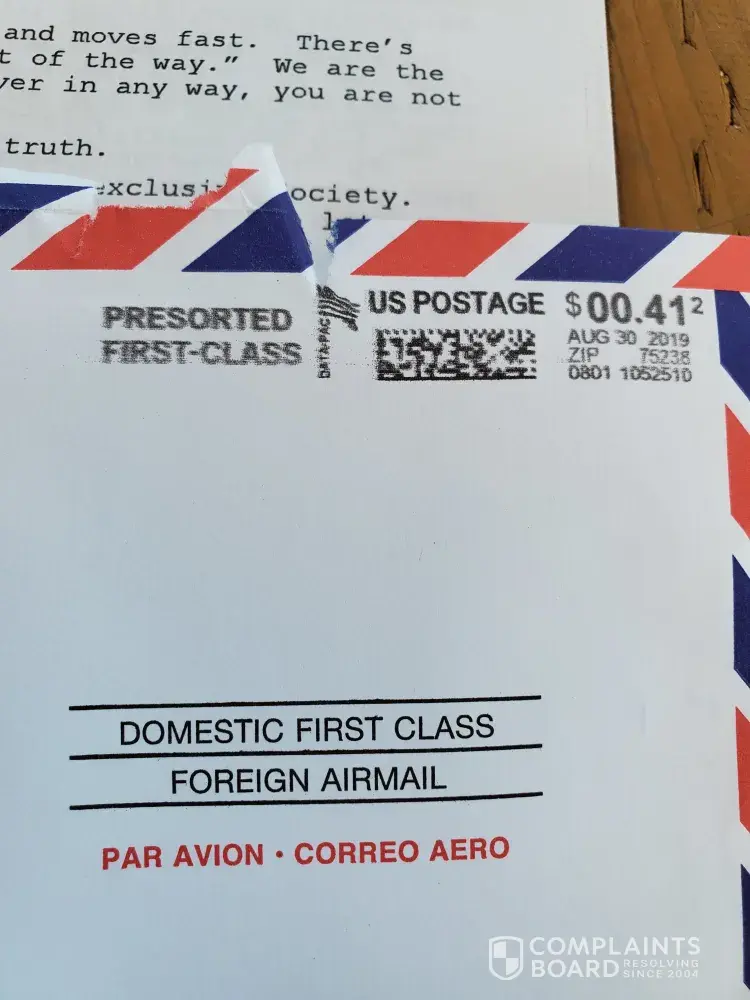 and moves fast. There's
t of the way.” We are the
yer in any way, you are not
truth.
exclusi ociety.
PRESORTED
FIRST-CLASS
DATA-PAC
US POSTAGE $00.41²
AUG 30 2019
ZIP 75238
0801 1052510
DOMESTIC FIRST CLASS
FOREIGN AIRMAIL
PAR AVION • CORREO AERO
COMPLAINTS
BOARD RESOLVING
SINCE 2004